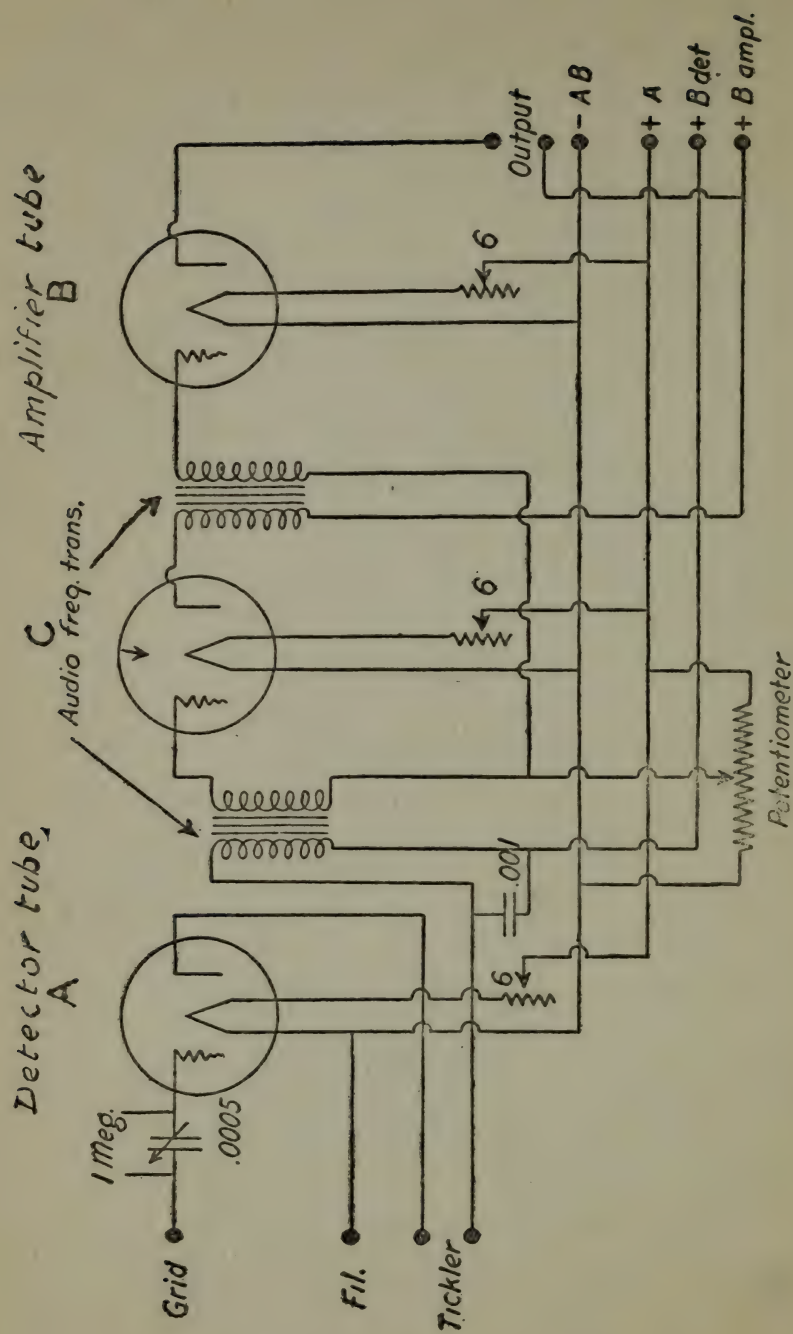 Detector tube,
A
C
Audio freq. trans.
Amplifier tube
B
1 Meg.
.0005
Grid
Fil.
Tickler
6
.001
6
6
Output
- AB
+ A
+ B det
+ B ampl.
Potentiometer